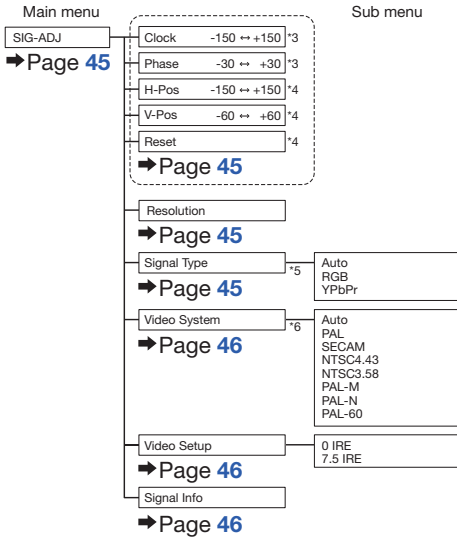 Main menu
Sub menu
SIG-ADJ
➡Page 45
Clock -150 ↔ +150 *3
Phase -30 ↔ +30 *3
H-Pos -150 ↔ +150 *4
V-Pos -60 ↔ +60 *4
Reset *4
➡Page 45
Resolution
➡Page 45
Signal Type *5
➡Page 45
Auto
RGB
YPbPr
Video System *6
➡Page 46
Auto
PAL
SECAM
NTSC4.43
NTSC3.58
PAL-M
PAL-N
PAL-60
Video Setup
➡Page 46
0 IRE
7.5 IRE
Signal Info
➡Page 46